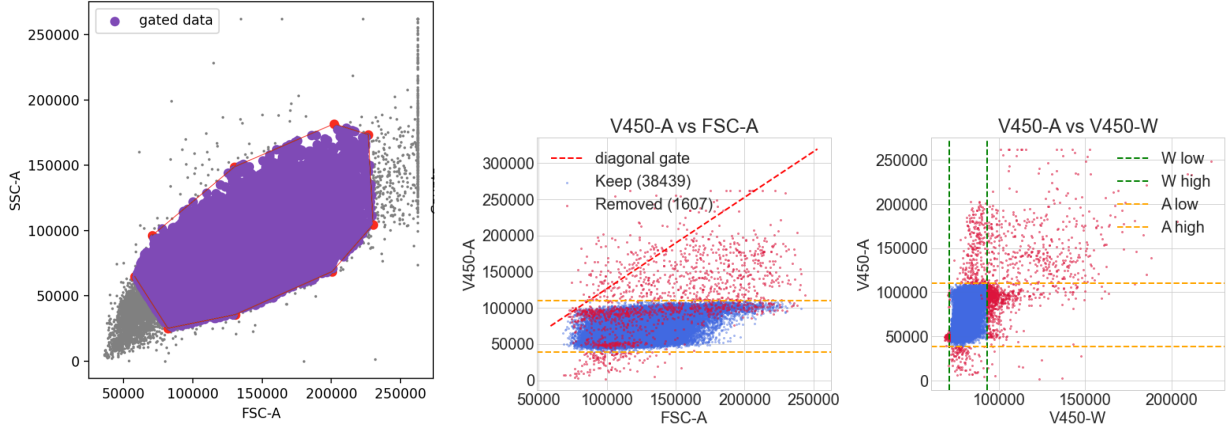 gated data
250000
200000
150000
100000
50000
0
SSC-A
50000
100000
150000
200000
250000
FSC-A
V450-A vs FSC-A
diagonal gate
Keep (38439)
Removed (1607)
300000
250000
200000
150000
100000
50000
0
V450-A
50000
100000
150000
200000
250000
FSC-A
V450-A vs V450-W
W low
W high
A low
A high
250000
200000
150000
100000
50000
0
V450-A
100000
150000
200000
V450-W